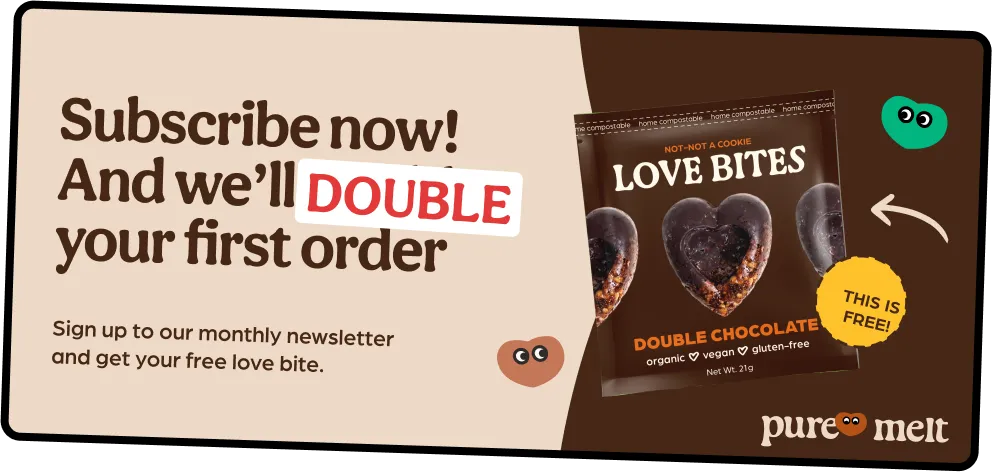 Subscribe now!
And we'll DOUBLE
your first order
Sign up to our monthly newsletter
and get your free love bite.
home compostable home compostable home compostable
NOT-NOT A COOKIE
LOVE BITES
DOUBLE CHOCOLATE
organic vegan gluten-free
Net Wt. 21g
THIS IS
FREE!
pure melt